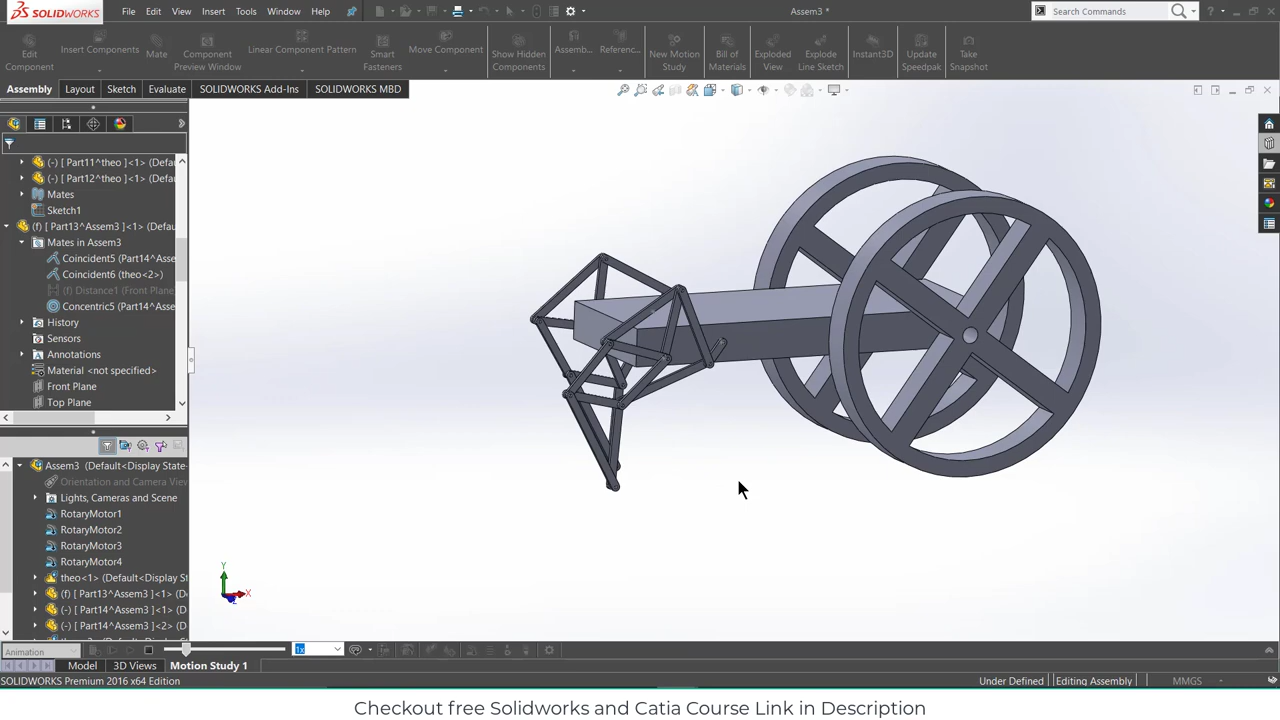 SOLIDWORKS File Edit View Insert Tools Window Help Assem3 * Search Commands ?
Edit Component Insert Components Mate Component Preview Window Linear Component Pattern Smart Fasteners Move Component Show Hidden Components Assemb... Referenc... New Motion Study Bill of Materials Exploded View Explode Line Sketch Instant3D Update Speedpak Take Snapshot
Assembly Layout Sketch Evaluate SOLIDWORKS Add-Ins SOLIDWORKS MBD
(-) [ Part11^theo ]<1> (Defau
(-) [ Part12^theo ]<1> (Defau
Mates
Sketch1
(f) [ Part13^Assem3 ]<1> (Def
Mates in Assem3
Coincident5 (Part14^Asse
Coincident6 (theo<2>)
(-f) Distance1 (Front Plane
Concentric5 (Part14^Asse
History
Sensors
Annotations
Material <not specified>
Front Plane
Top Plane
Assem3 (Default<Display State-
Orientation and Camera View
Lights, Cameras and Scene
RotaryMotor1
RotaryMotor2
RotaryMotor3
RotaryMotor4
theo<1> (Default<Display St
(f) [ Part13^Assem3 ]<1> (D
(-) [ Part14^Assem3 ]<1> (D
(-) [ Part14^Assem3 ]<2> (D
Y
X
Animation 1x
Model 3D Views Motion Study 1
SOLIDWORKS Premium 2016 x64 Edition Under Defined Editing Assembly MMGS
Checkout free Solidworks and Catia Course Link in Description